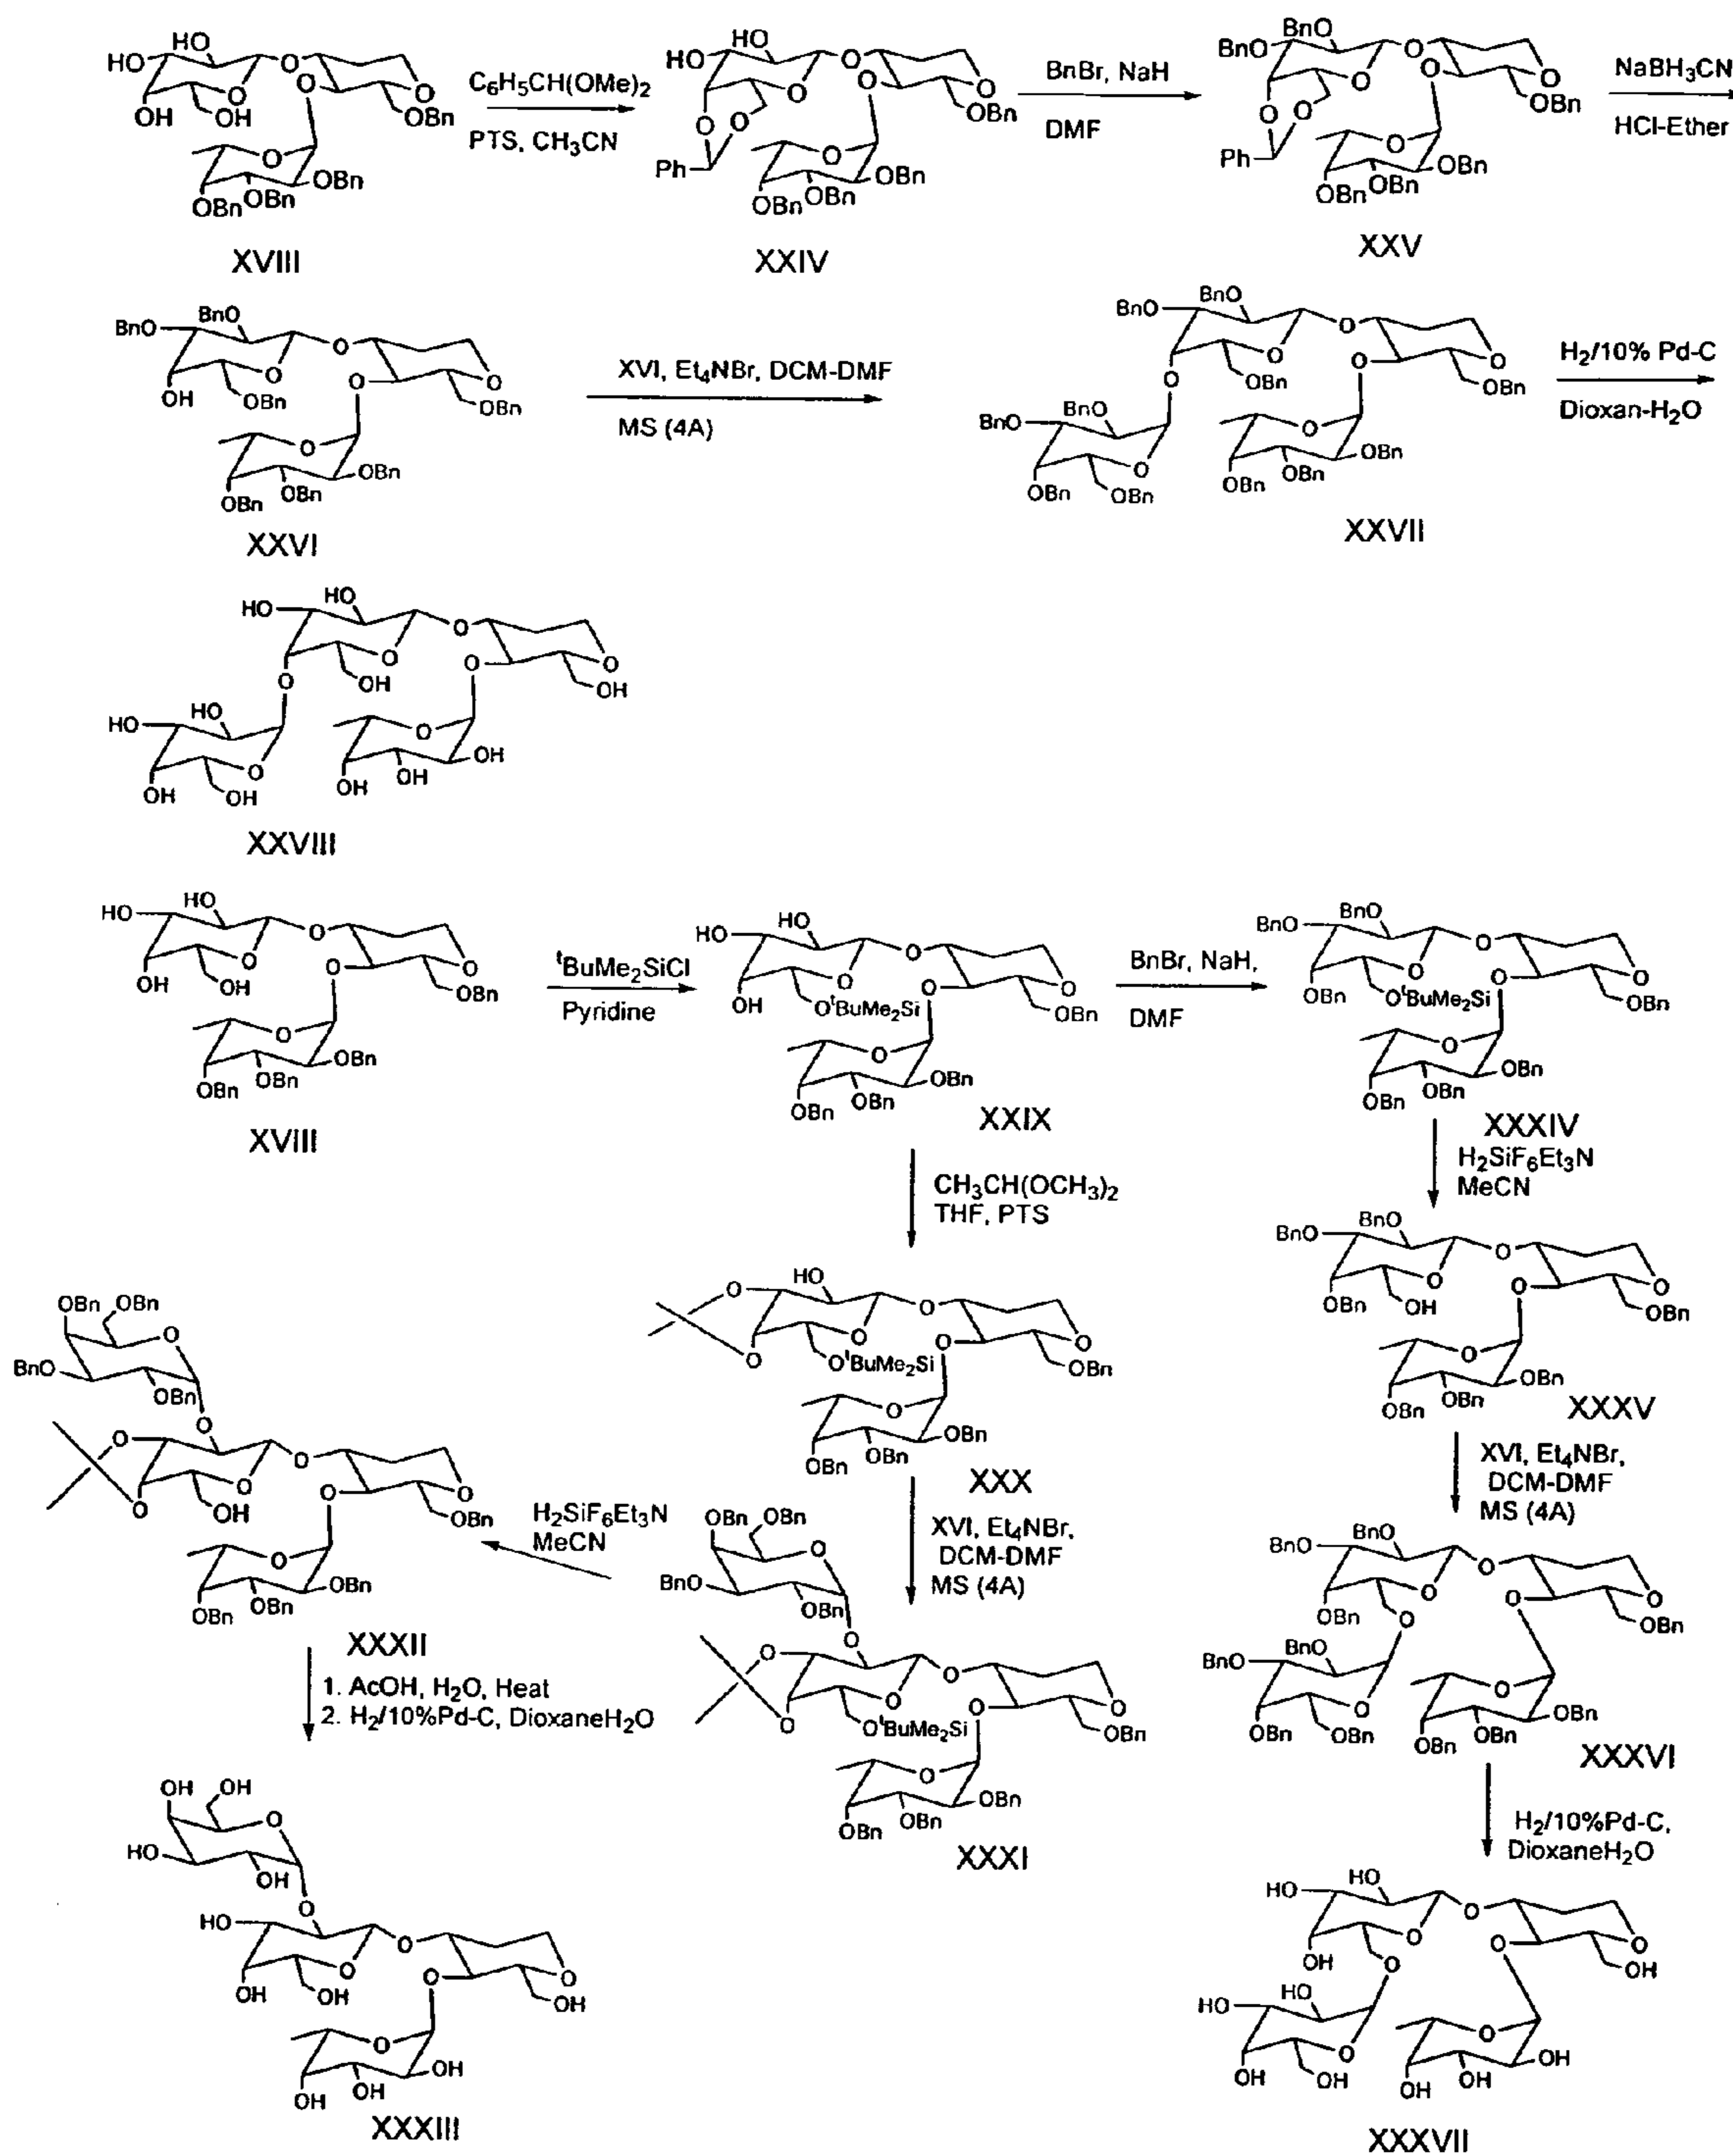 HO HO O O O OH OH O OBn O OBn OBn OBn
XVIII
C6H5CH(OMe)2
PTS, CH3CN
HO HO O O O O O O OBn Ph O OBn OBn OBn
XXIV
BnBr, NaH
DMF
BnO BnO O O O O O O OBn Ph O OBn OBn OBn
XXV
NaBH3CN
HCl-Ether
BnO BnO O O O OH OBn O OBn O OBn OBn OBn
XXVI
XVI, Et4NBr, DCM-DMF
MS (4A)
BnO BnO O O O O OBn O OBn BnO BnO O OBn OBn O OBn OBn OBn
XXVII
H2/10% Pd-C
Dioxan-H2O
HO HO O O O O OH O OH HO HO O OH OH O OH OH OH
XXVIII
HO HO O O O OH OH O OBn O OBn OBn OBn
XVIII
tBuMe2SiCl
Pyridine
HO HO O O O OH OtBuMe2Si O OBn O OBn OBn OBn
XXIX
BnBr, NaH,
DMF
BnO BnO O O O OBn OtBuMe2Si O OBn O OBn OBn OBn
XXXIV
CH3CH(OCH3)2
THF, PTS
H2SiF6Et3N
MeCN
O HO O O O O OtBuMe2Si O OBn O OBn OBn OBn
XXX
BnO BnO O O O OBn OH O OBn O OBn OBn OBn
XXXV
OBn OBn O BnO OBn O O O O O O OH O OBn O OBn OBn OBn
XXXII
H2SiF6Et3N
MeCN
XVI, Et4NBr,
DCM-DMF
MS (4A)
XVI, Et4NBr,
DCM-DMF
MS (4A)
OBn OBn O BnO OBn O O O O O O OtBuMe2Si O OBn O OBn OBn OBn
XXXI
BnO BnO O O O OBn O O OBn BnO BnO O OBn OBn O OBn OBn OBn
XXXVI
1. AcOH, H2O, Heat
2. H2/10%Pd-C, DioxaneH2O
H2/10%Pd-C,
DioxaneH2O
OH OH O HO OH O HO O O O OH OH O OH O OH OH OH
XXXIII
HO HO O O O OH O O OH HO HO O OH OH O OH OH OH
XXXVII